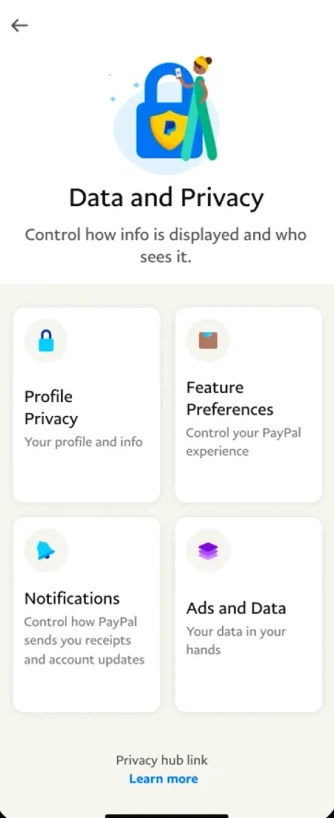 Data and Privacy
Control how info is displayed and who
sees it.
Profile
Privacy
Your profile and info
Feature
Preferences
Control your PayPal
experience
Notifications
Control how PayPal
sends you receipts
and account updates
Ads and Data
Your data in your
hands
Privacy hub link
Learn more